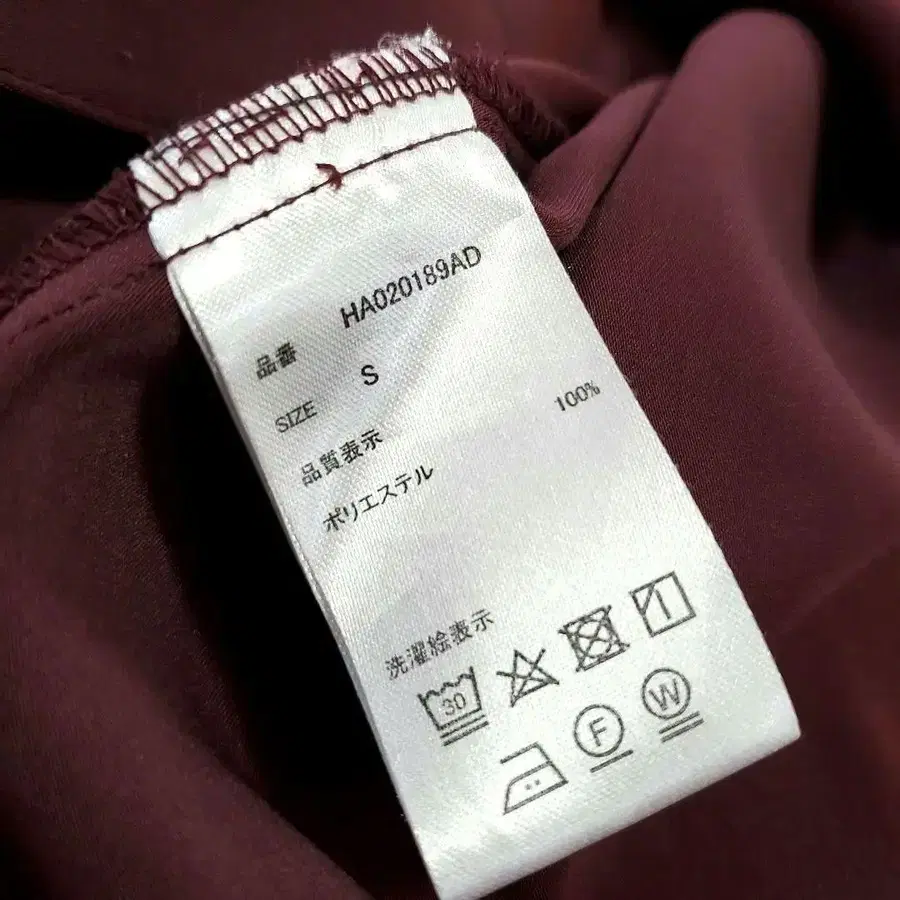 品番 HA020189AD
SIZE S
品質表示
ポリエステル 100%
洗濯絵表示
30
F W